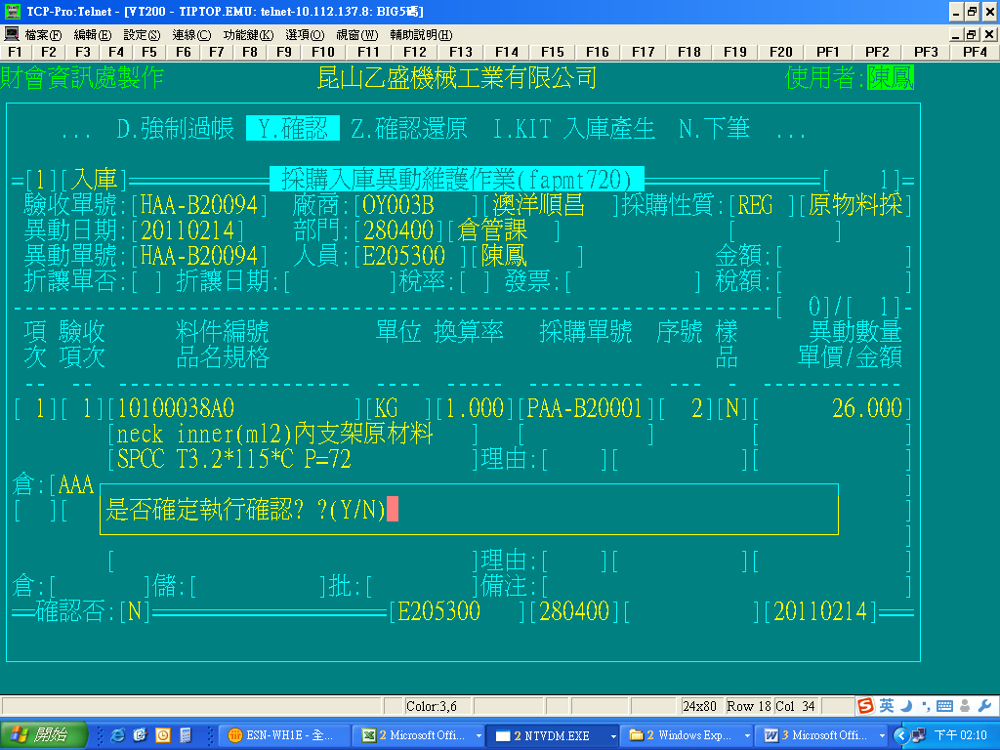 TCP-Pro:Telnet - [VT200 - TIPTOP.EMU: telnet-10.112.137.8: BIG5碼]
檔案(F) 編輯(E) 設定(S) 連線(C) 功能鍵(K) 選項(O) 視窗(W) 輔助說明(H)
F1 F2 F3 F4 F5 F6 F7 F8 F9 F10 F11 F12 F13 F14 F15 F16 F17 F18 F19 F20 PF1 PF2 PF3 PF4
財會資訊處製作 昆山乙盛機械工業有限公司 使用者:陳鳳
... D.強制過帳 Y.確認 Z.確認還原 I.KIT 入庫產生 N.下筆 ...
=[1][入庫]══════ 採購入庫異動維護作業(fapmt720) ══════[ 1]=
驗收單號:[HAA-B20094] 廠商:[OY003B ][澳洋順昌 ]採購性質:[REG ][原物料採]
異動日期:[20110214] 部門:[280400][倉管課 ] [ ]
異動單號:[HAA-B20094] 人員:[E205300 ][陳鳳 ] 金額:[ ]
折讓單否:[ ] 折讓日期:[ ]稅率:[ ] 發票:[ ] 稅額:[ ]
------------------------------------------------------------------[ 0]/[ 1]-
項 驗收 料件編號 單位 換算率 採購單號 序號 樣 異動數量
次 項次 品名規格 品 單價/金額
-- -- -------------------- ---- ----- ---------- ---- - ------------
[ 1][ 1][10100038A0 ][KG ][1.000][PAA-B20001][ 2][N][ 26.000]
[neck inner(ml2)內支架原材料 ] [ ] [ ]
[SPCC T3.2*115*C P=72 ]理由:[ ][ ][ ]
倉:[AAA ]
[ ][ 是否確定執行確認? ?(Y/N) ]
]
[ ]理由:[ ][ ][ ]
倉:[ ]儲:[ ]批:[ ]備注:[ ]
══確認否:[N]══════[E205300 ][280400][ ][20110214]═══
Color:3,6 24x80 Row 18 Col 34 英
開始 ESN-WH1E - 全... 2 Microsoft Offi... 2 NTVDM.EXE 2 Windows Exp... 3 Microsoft Offi... 下午 02:10